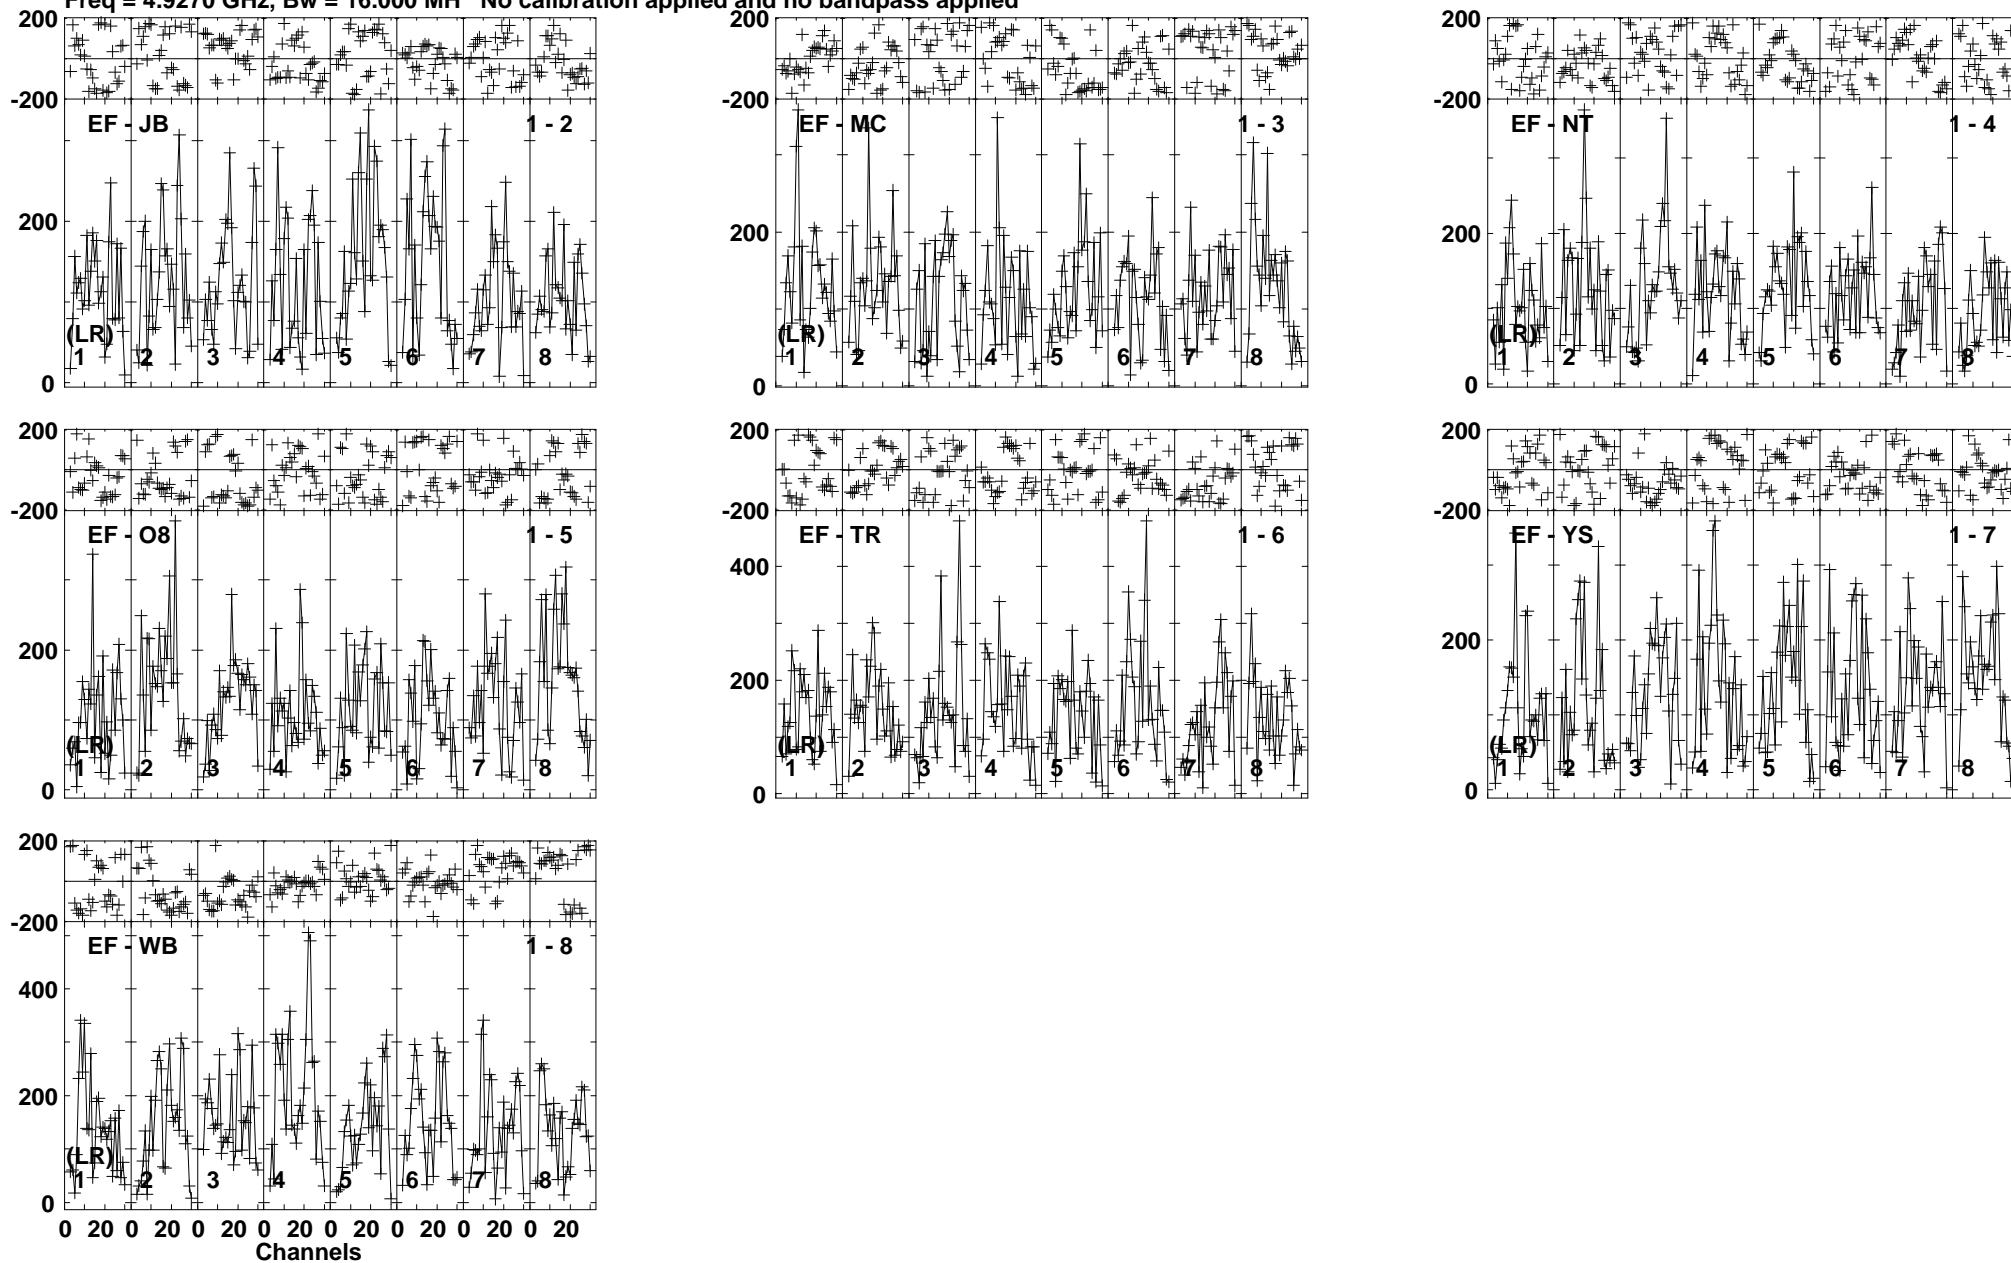 Freq = 4.9270 GHz, Bw = 16.000 MH No calibration applied and no bandpass applied
200
-200
EF - JB 1 - 2
200
(LR)
1 2 3 4 5 6 7 8
0
200
-200
EF - MC 1 - 3
200
(LR)
1 2 3 4 5 6 7 8
0
200
-200
EF - NT 1 - 4
200
(LR)
1 2 3 4 5 6 7 8
0
200
-200
EF - O8 1 - 5
200
(LR)
1 2 3 4 5 6 7 8
0
200
-200
EF - TR 1 - 6
400
200
(LR)
1 2 3 4 5 6 7 8
0
200
-200
EF - YS 1 - 7
200
(LR)
1 2 3 4 5 6 7 8
0
200
-200
EF - WB 1 - 8
400
200
(LR)
1 2 3 4 5 6 7 8
0
0 20 0 20 0 20 0 20 0 20 0 20 0 20 0 20
Channels